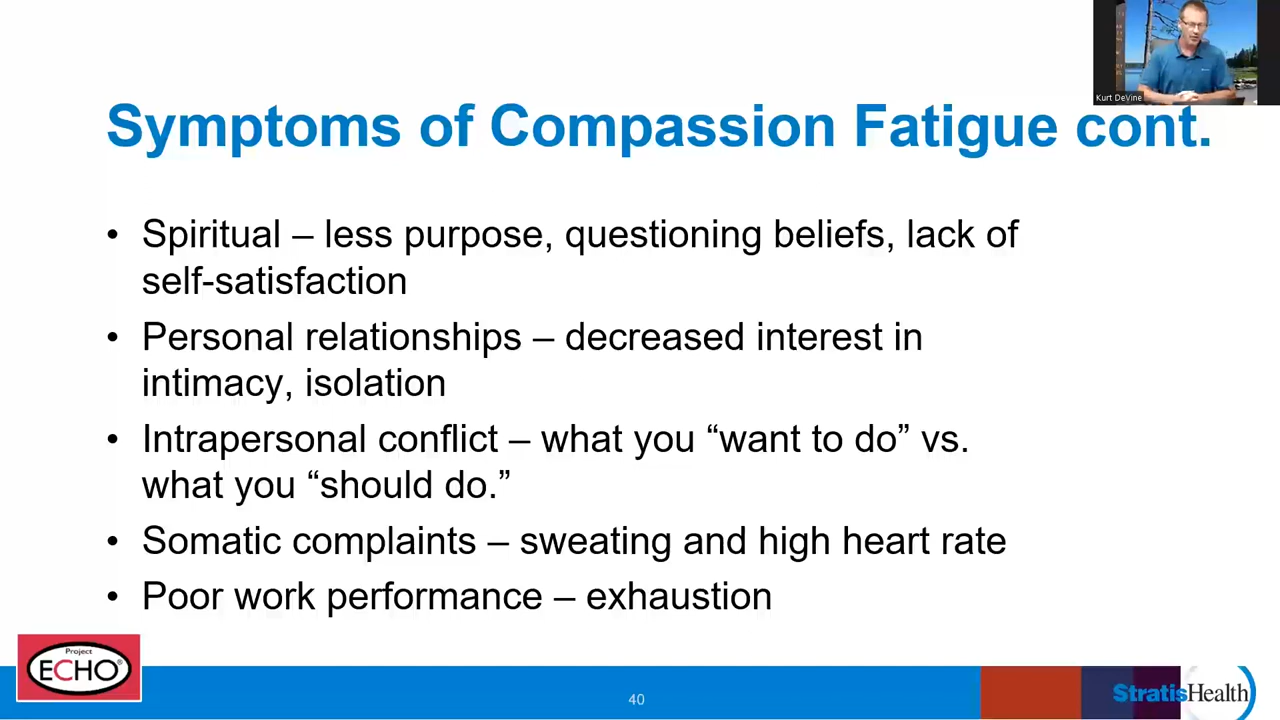 Kurt DeVine
Symptoms of Compassion Fatigue cont.
• Spiritual – less purpose, questioning beliefs, lack of
self-satisfaction
• Personal relationships – decreased interest in
intimacy, isolation
• Intrapersonal conflict – what you “want to do” vs.
what you “should do.”
• Somatic complaints – sweating and high heart rate
• Poor work performance – exhaustion
Project
ECHO®
40
StratisHealth